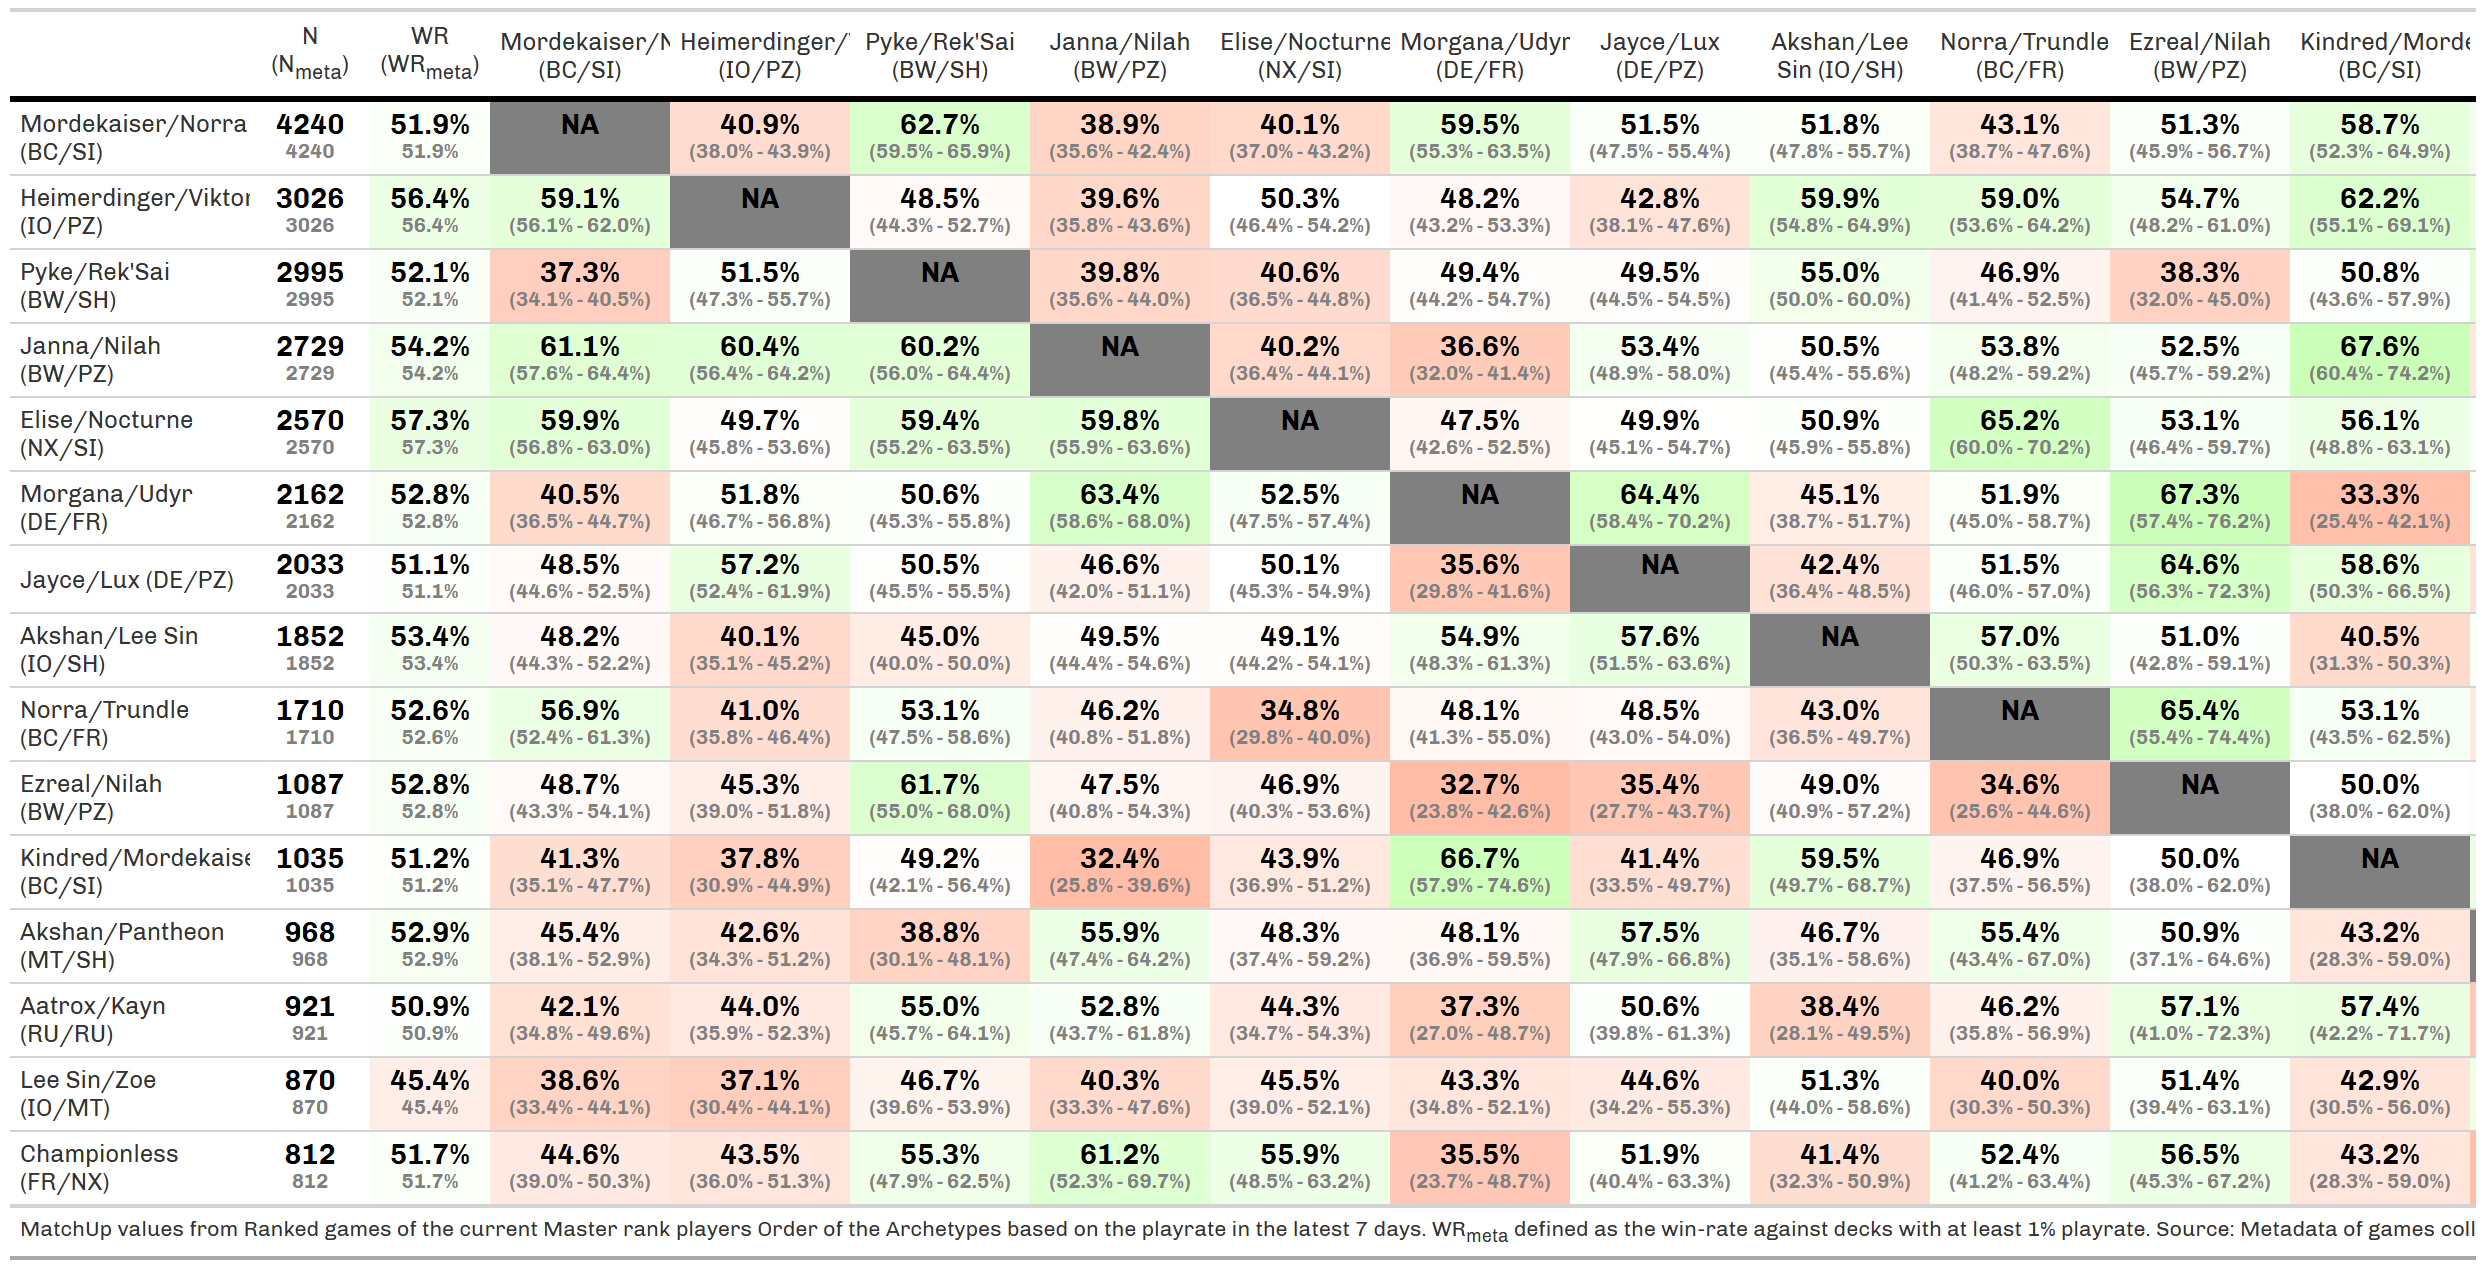 N WR Mordekaiser/N Heimerdinger/ Pyke/Rek'Sai Janna/Nilah Elise/Nocturne Morgana/Udyr Jayce/Lux Akshan/Lee Norra/Trundle Ezreal/Nilah Kindred/Morde
(Nmeta) (WRmeta) (BC/SI) (IO/PZ) (BW/SH) (BW/PZ) (NX/SI) (DE/FR) (DE/PZ) Sin (IO/SH) (BC/FR) (BW/PZ) (BC/SI)
Mordekaiser/Norra 4240 51.9% NA 40.9% 62.7% 38.9% 40.1% 59.5% 51.5% 51.8% 43.1% 51.3% 58.7%
(BC/SI) 4240 51.9% (38.0% - 43.9%) (59.5% - 65.9%) (35.6% - 42.4%) (37.0% - 43.2%) (55.3% - 63.5%) (47.5% - 55.4%) (47.8% - 55.7%) (38.7% - 47.6%) (45.9% - 56.7%) (52.3% - 64.9%)
Heimerdinger/Viktor 3026 56.4% 59.1% NA 48.5% 39.6% 50.3% 48.2% 42.8% 59.9% 59.0% 54.7% 62.2%
(IO/PZ) 3026 56.4% (56.1% - 62.0%) (44.3% - 52.7%) (35.8% - 43.6%) (46.4% - 54.2%) (43.2% - 53.3%) (38.1% - 47.6%) (54.8% - 64.9%) (53.6% - 64.2%) (48.2% - 61.0%) (55.1% - 69.1%)
Pyke/Rek'Sai 2995 52.1% 37.3% 51.5% NA 39.8% 40.6% 49.4% 49.5% 55.0% 46.9% 38.3% 50.8%
(BW/SH) 2995 52.1% (34.1% - 40.5%) (47.3% - 55.7%) (35.6% - 44.0%) (36.5% - 44.8%) (44.2% - 54.7%) (44.5% - 54.5%) (50.0% - 60.0%) (41.4% - 52.5%) (32.0% - 45.0%) (43.6% - 57.9%)
Janna/Nilah 2729 54.2% 61.1% 60.4% 60.2% NA 40.2% 36.6% 53.4% 50.5% 53.8% 52.5% 67.6%
(BW/PZ) 2729 54.2% (57.6% - 64.4%) (56.4% - 64.2%) (56.0% - 64.4%) (36.4% - 44.1%) (32.0% - 41.4%) (48.9% - 58.0%) (45.4% - 55.6%) (48.2% - 59.2%) (45.7% - 59.2%) (60.4% - 74.2%)
Elise/Nocturne 2570 57.3% 59.9% 49.7% 59.4% 59.8% NA 47.5% 49.9% 50.9% 65.2% 53.1% 56.1%
(NX/SI) 2570 57.3% (56.8% - 63.0%) (45.8% - 53.6%) (55.2% - 63.5%) (55.9% - 63.6%) (42.6% - 52.5%) (45.1% - 54.7%) (45.9% - 55.8%) (60.0% - 70.2%) (46.4% - 59.7%) (48.8% - 63.1%)
Morgana/Udyr 2162 52.8% 40.5% 51.8% 50.6% 63.4% 52.5% NA 64.4% 45.1% 51.9% 67.3% 33.3%
(DE/FR) 2162 52.8% (36.5% - 44.7%) (46.7% - 56.8%) (45.3% - 55.8%) (58.6% - 68.0%) (47.5% - 57.4%) (58.4% - 70.2%) (38.7% - 51.7%) (45.0% - 58.7%) (57.4% - 76.2%) (25.4% - 42.1%)
Jayce/Lux (DE/PZ) 2033 51.1% 48.5% 57.2% 50.5% 46.6% 50.1% 35.6% NA 42.4% 51.5% 64.6% 58.6%
2033 51.1% (44.6% - 52.5%) (52.4% - 61.9%) (45.5% - 55.5%) (42.0% - 51.1%) (45.3% - 54.9%) (29.8% - 41.6%) (36.4% - 48.5%) (46.0% - 57.0%) (56.3% - 72.3%) (50.3% - 66.5%)
Akshan/Lee Sin 1852 53.4% 48.2% 40.1% 45.0% 49.5% 49.1% 54.9% 57.6% NA 57.0% 51.0% 40.5%
(IO/SH) 1852 53.4% (44.3% - 52.2%) (35.1% - 45.2%) (40.0% - 50.0%) (44.4% - 54.6%) (44.2% - 54.1%) (48.3% - 61.3%) (51.5% - 63.6%) (50.3% - 63.5%) (42.8% - 59.1%) (31.3% - 50.3%)
Norra/Trundle 1710 52.6% 56.9% 41.0% 53.1% 46.2% 34.8% 48.1% 48.5% 43.0% NA 65.4% 53.1%
(BC/FR) 1710 52.6% (52.4% - 61.3%) (35.8% - 46.4%) (47.5% - 58.6%) (40.8% - 51.8%) (29.8% - 40.0%) (41.3% - 55.0%) (43.0% - 54.0%) (36.5% - 49.7%) (55.4% - 74.4%) (43.5% - 62.5%)
Ezreal/Nilah 1087 52.8% 48.7% 45.3% 61.7% 47.5% 46.9% 32.7% 35.4% 49.0% 34.6% NA 50.0%
(BW/PZ) 1087 52.8% (43.3% - 54.1%) (39.0% - 51.8%) (55.0% - 68.0%) (40.8% - 54.3%) (40.3% - 53.6%) (23.8% - 42.6%) (27.7% - 43.7%) (40.9% - 57.2%) (25.6% - 44.6%) (38.0% - 62.0%)
Kindred/Mordekaise 1035 51.2% 41.3% 37.8% 49.2% 32.4% 43.9% 66.7% 41.4% 59.5% 46.9% 50.0% NA
(BC/SI) 1035 51.2% (35.1% - 47.7%) (30.9% - 44.9%) (42.1% - 56.4%) (25.8% - 39.6%) (36.9% - 51.2%) (57.9% - 74.6%) (33.5% - 49.7%) (49.7% - 68.7%) (37.5% - 56.5%) (38.0% - 62.0%)
Akshan/Pantheon 968 52.9% 45.4% 42.6% 38.8% 55.9% 48.3% 48.1% 57.5% 46.7% 55.4% 50.9% 43.2%
(MT/SH) 968 52.9% (38.1% - 52.9%) (34.3% - 51.2%) (30.1% - 48.1%) (47.4% - 64.2%) (37.4% - 59.2%) (36.9% - 59.5%) (47.9% - 66.8%) (35.1% - 58.6%) (43.4% - 67.0%) (37.1% - 64.6%) (28.3% - 59.0%)
Aatrox/Kayn 921 50.9% 42.1% 44.0% 55.0% 52.8% 44.3% 37.3% 50.6% 38.4% 46.2% 57.1% 57.4%
(RU/RU) 921 50.9% (34.8% - 49.6%) (35.9% - 52.3%) (45.7% - 64.1%) (43.7% - 61.8%) (34.7% - 54.3%) (27.0% - 48.7%) (39.8% - 61.3%) (28.1% - 49.5%) (35.8% - 56.9%) (41.0% - 72.3%) (42.2% - 71.7%)
Lee Sin/Zoe 870 45.4% 38.6% 37.1% 46.7% 40.3% 45.5% 43.3% 44.6% 51.3% 40.0% 51.4% 42.9%
(IO/MT) 870 45.4% (33.4% - 44.1%) (30.4% - 44.1%) (39.6% - 53.9%) (33.3% - 47.6%) (39.0% - 52.1%) (34.8% - 52.1%) (34.2% - 55.3%) (44.0% - 58.6%) (30.3% - 50.3%) (39.4% - 63.1%) (30.5% - 56.0%)
Championless 812 51.7% 44.6% 43.5% 55.3% 61.2% 55.9% 35.5% 51.9% 41.4% 52.4% 56.5% 43.2%
(FR/NX) 812 51.7% (39.0% - 50.3%) (36.0% - 51.3%) (47.9% - 62.5%) (52.3% - 69.7%) (48.5% - 63.2%) (23.7% - 48.7%) (40.4% - 63.3%) (32.3% - 50.9%) (41.2% - 63.4%) (45.3% - 67.2%) (28.3% - 59.0%)
MatchUp values from Ranked games of the current Master rank players Order of the Archetypes based on the playrate in the latest 7 days. WRmeta defined as the win-rate against decks with at least 1% playrate. Source: Metadata of games coll